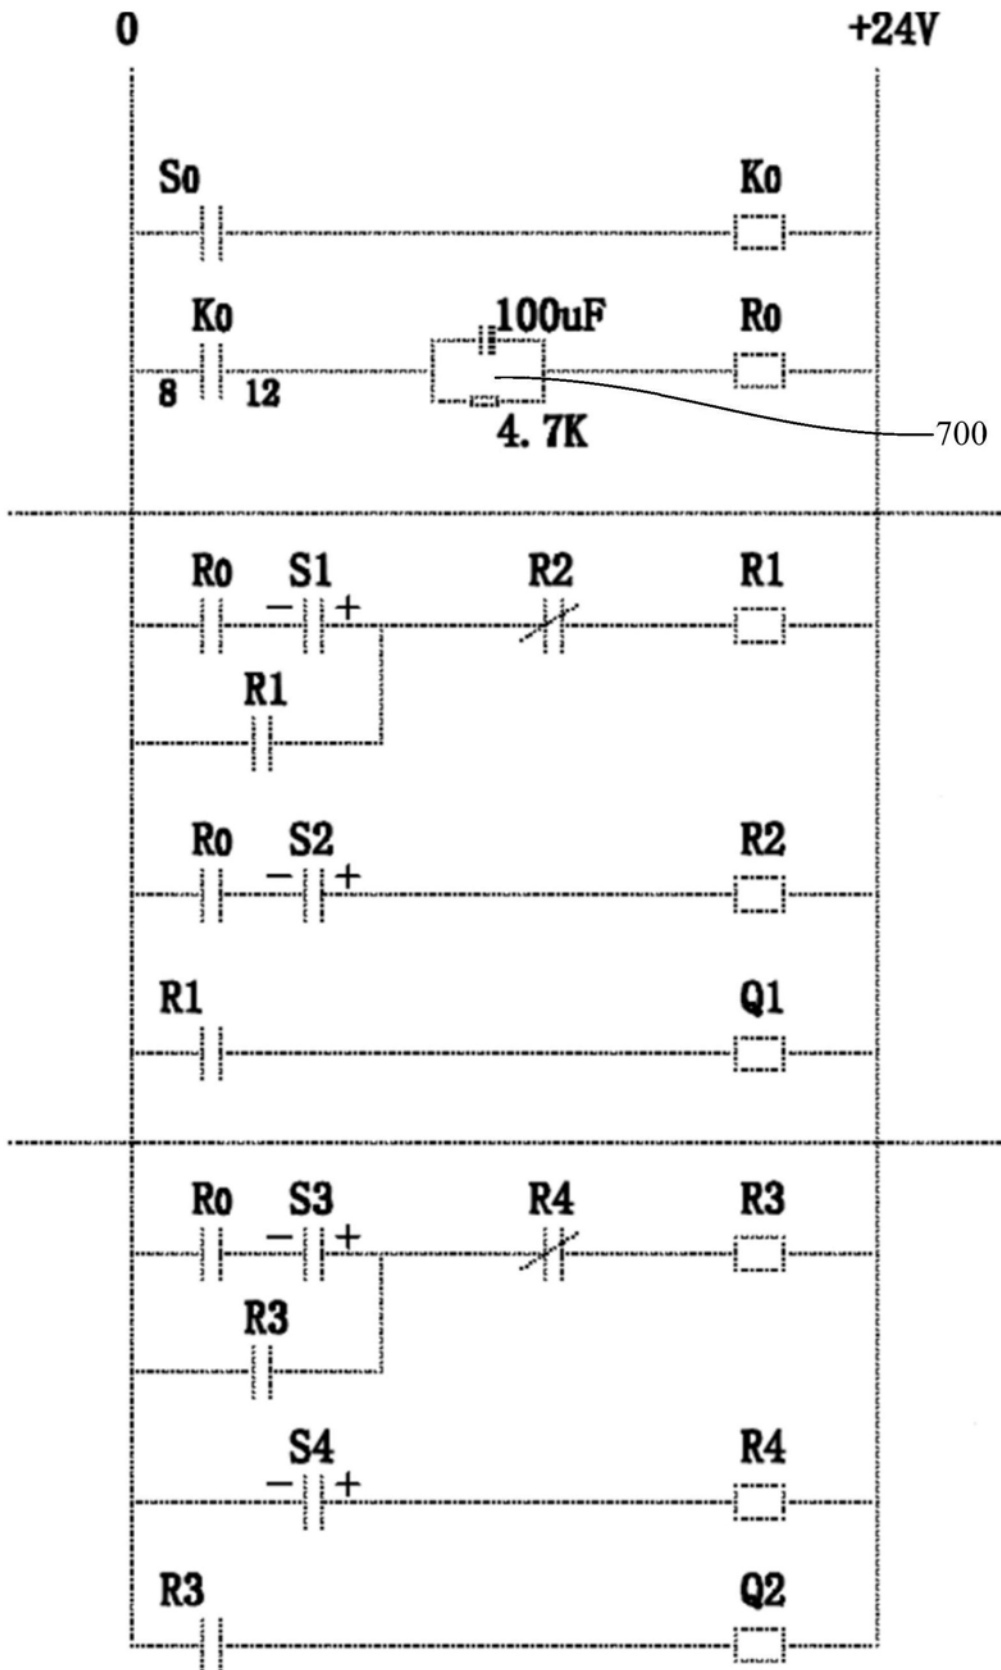 0 +24V
S0 K0
K0 100uF R0
8 12
4.7K
700
R0 S1 R2 R1
- +
R1
R0 S2 R2
- +
R1 Q1
R0 S3 R4 R3
- +
R3
S4 R4
- +
R3 Q2